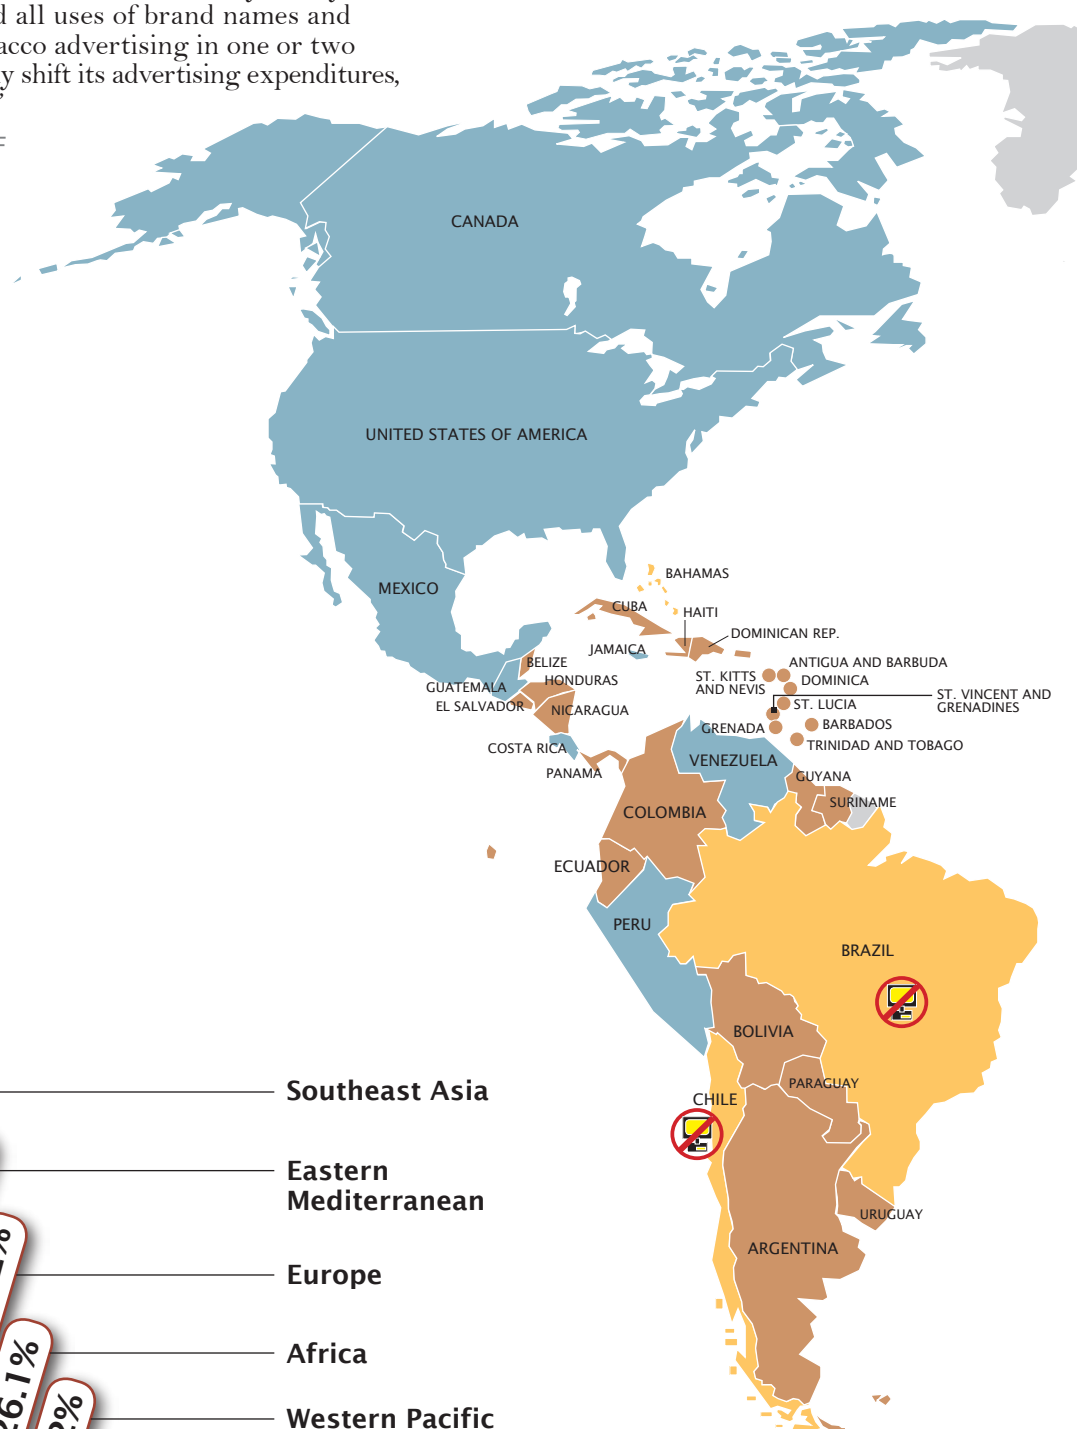 all uses of brand names and
acco advertising in one or two
shift its advertising expenditures,
CANADA
UNITED STATES OF AMERICA
MEXICO
BAHAMAS
CUBA
HAITI
DOMINICAN REP.
JAMAICA
BELIZE
ANTIGUA AND BARBUDA
ST. KITTS
AND NEVIS
DOMINICA
GUATEMALA
HONDURAS
ST. VINCENT AND
GRENADINES
EL SALVADOR
NICARAGUA
ST. LUCIA
GRENADA
BARBADOS
COSTA RICA
TRINIDAD AND TOBAGO
PANAMA
VENEZUELA
GUYANA
SURINAME
COLOMBIA
ECUADOR
PERU
BRAZIL
BOLIVIA
PARAGUAY
CHILE
URUGUAY
ARGENTINA
Southeast Asia
Eastern
Mediterranean
Europe
Africa
Western Pacific
%
26.1%
%